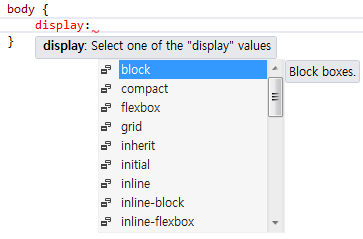 body {
display:
}
display: Select one of the "display" values
block
Block boxes.
compact
flexbox
grid
inherit
initial
inline
inline-block
inline-flexbox